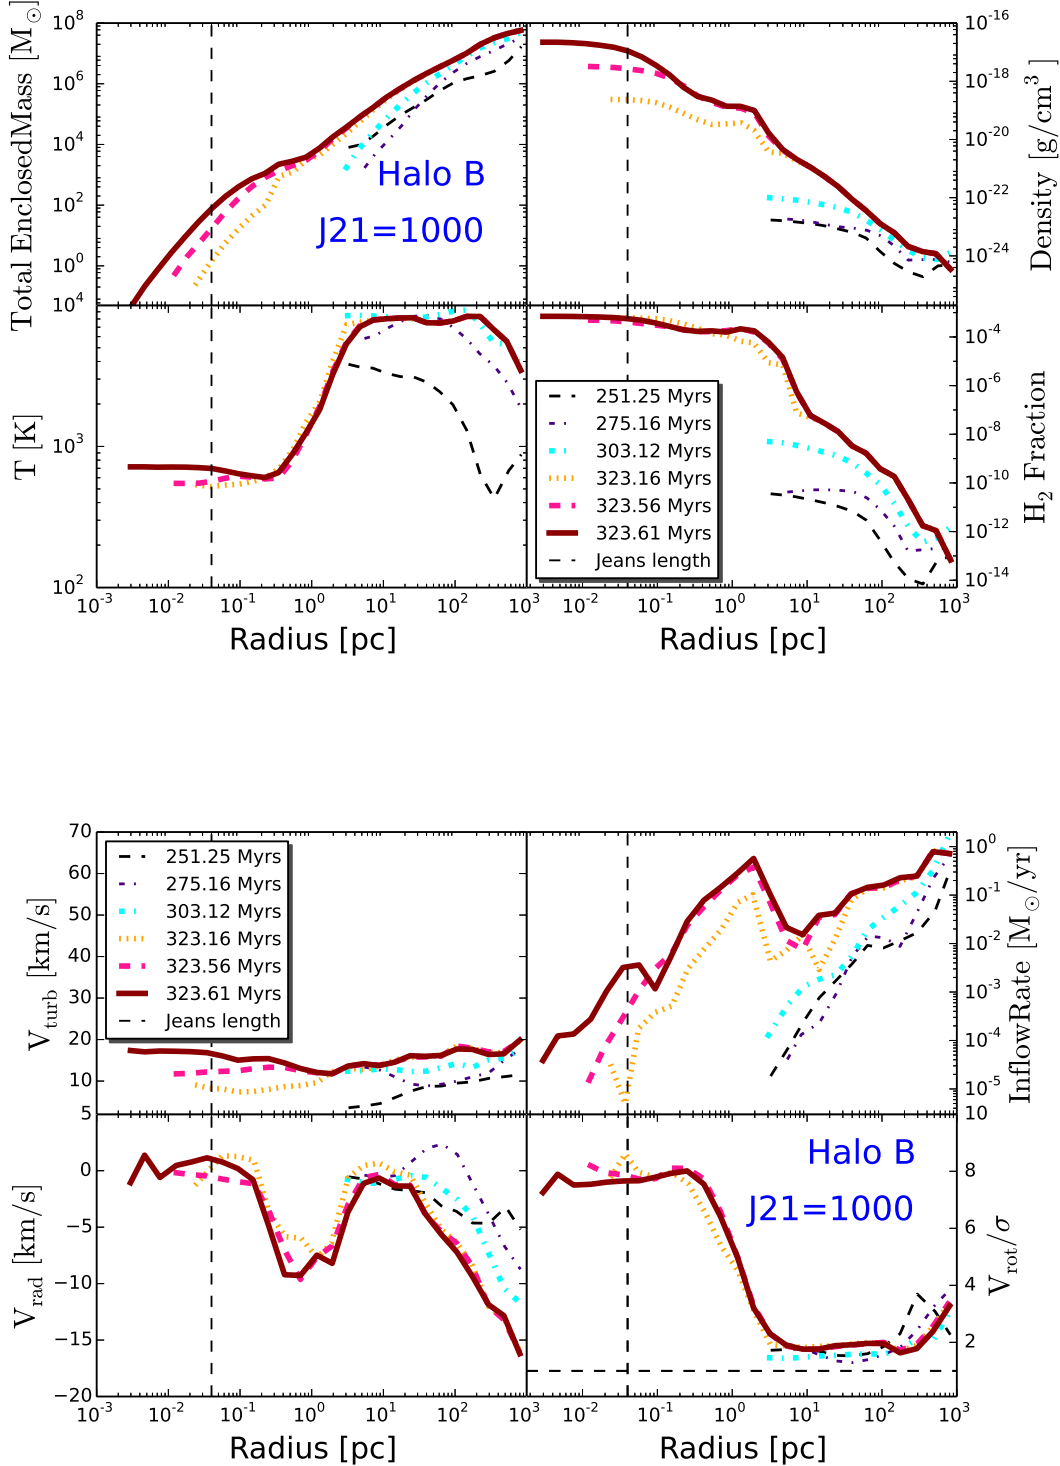 Total EnclosedMass [M⊙]
10^8
10^6
10^4
10^2
10^0
Halo B
J21=1000
10^-16
10^-18
10^-20
10^-22
10^-24
Density [g/cm^3]
T [K]
10^4
10^3
10^2
10^-3 10^-2 10^-1 10^0 10^1 10^2 10^3
Radius [pc]
251.25 Myrs
275.16 Myrs
303.12 Myrs
323.16 Myrs
323.56 Myrs
323.61 Myrs
Jeans length
10^-4
10^-6
10^-8
10^-10
10^-12
10^-14
H_2 Fraction
10^-2 10^-1 10^0 10^1 10^2 10^3
Radius [pc]
V_turb [km/s]
70
60
50
40
30
20
10
251.25 Myrs
275.16 Myrs
303.12 Myrs
323.16 Myrs
323.56 Myrs
323.61 Myrs
Jeans length
10^0
10^-1
10^-2
10^-3
10^-4
10^-5
InflowRate [M⊙/yr]
V_rad [km/s]
5
0
−5
−10
−15
−20
10^-3 10^-2 10^-1 10^0 10^1 10^2 10^3
Radius [pc]
Halo B
J21=1000
10
8
6
4
2
V_rot/σ
10^-2 10^-1 10^0 10^1 10^2 10^3
Radius [pc]